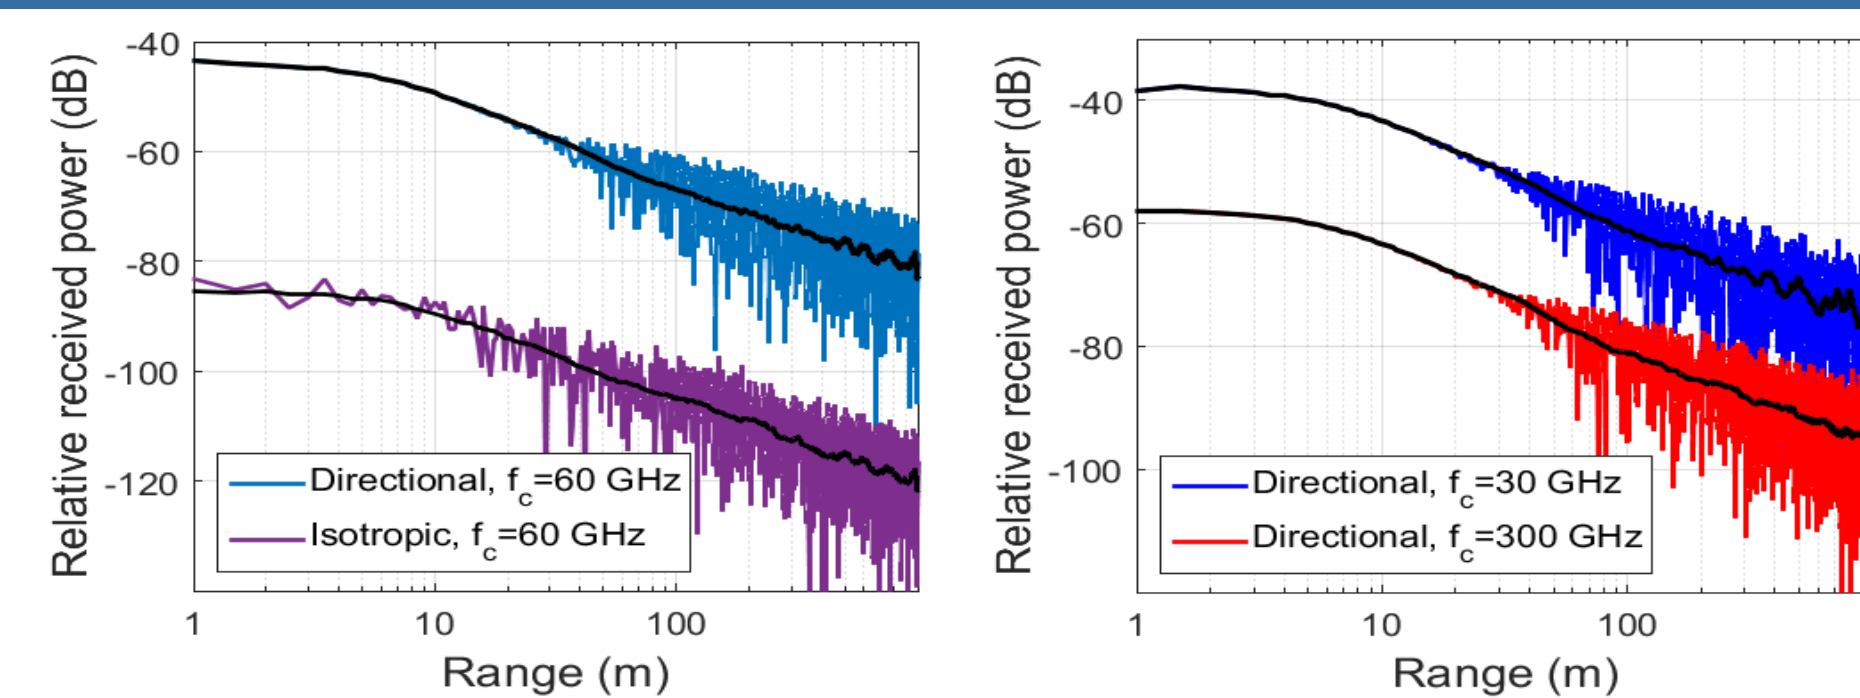 Relative received power (dB)
-40
-60
-80
-100
-120
Directional, fc=60 GHz
Isotropic, fc=60 GHz
1
10
100
Range (m)
Relative received power (dB)
-40
-60
-80
-100
Directional, fc=30 GHz
Directional, fc=300 GHz
1
10
100
Range (m)